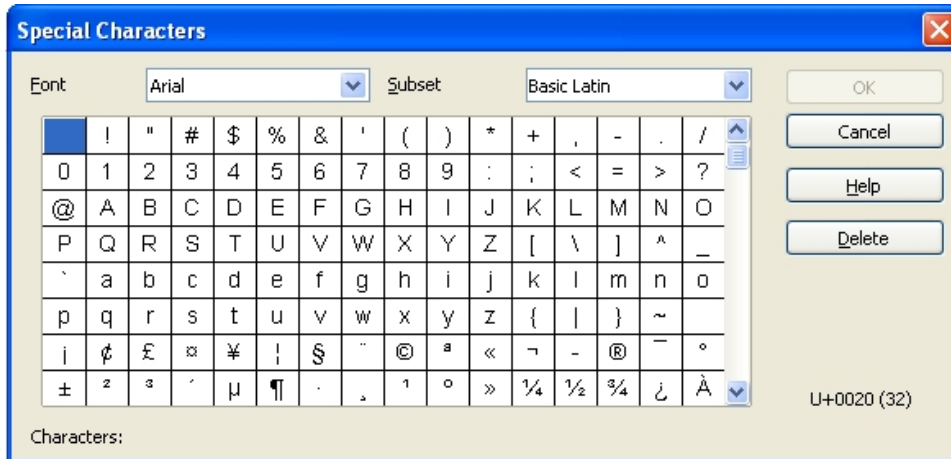 Special Characters
Font Arial Subset Basic Latin OK
! " # $ % & ' ( ) * + , - . /
Cancel
0 1 2 3 4 5 6 7 8 9 : ; < = > ?
Help
@ A B C D E F G H I J K L M N O
P Q R S T U V W X Y Z [ \ ] ^ _
Delete
` a b c d e f g h i j k l m n o
p q r s t u v w x y z { | } ~
¡ ¢ £ ¤ ¥ ¦ § ¨ © ª « ¬ - ® ¯ °
± ² ³ ´ µ ¶ · ¸ ¹ º » ¼ ½ ¾ ¿ À
U+0020 (32)
Characters: